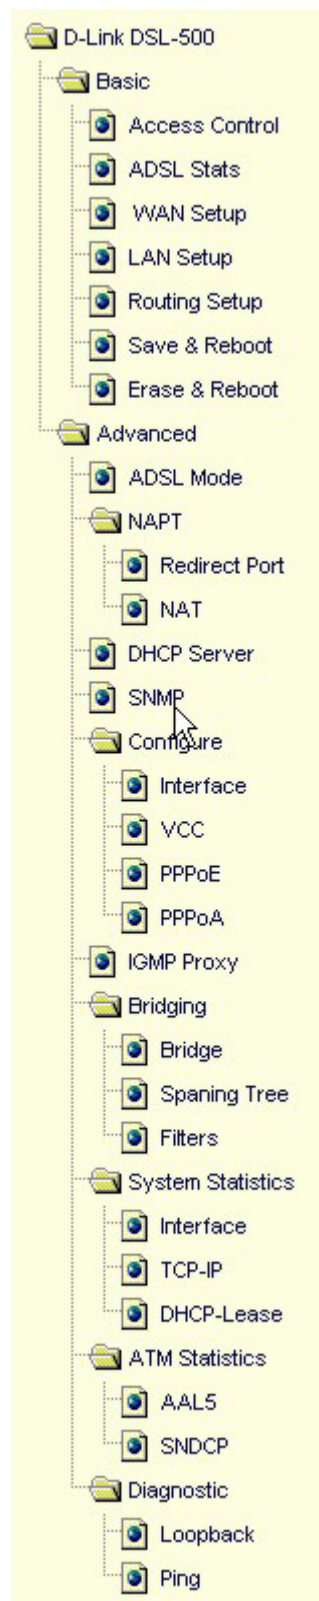 D-Link DSL-500
Basic
Access Control
ADSL Stats
WAN Setup
LAN Setup
Routing Setup
Save & Reboot
Erase & Reboot
Advanced
ADSL Mode
NAPT
Redirect Port
NAT
DHCP Server
SNMP
Configure
Interface
VCC
PPPoE
PPPoA
IGMP Proxy
Bridging
Bridge
Spaning Tree
Filters
System Statistics
Interface
TCP-IP
DHCP-Lease
ATM Statistics
AAL5
SNDCP
Diagnostic
Loopback
Ping